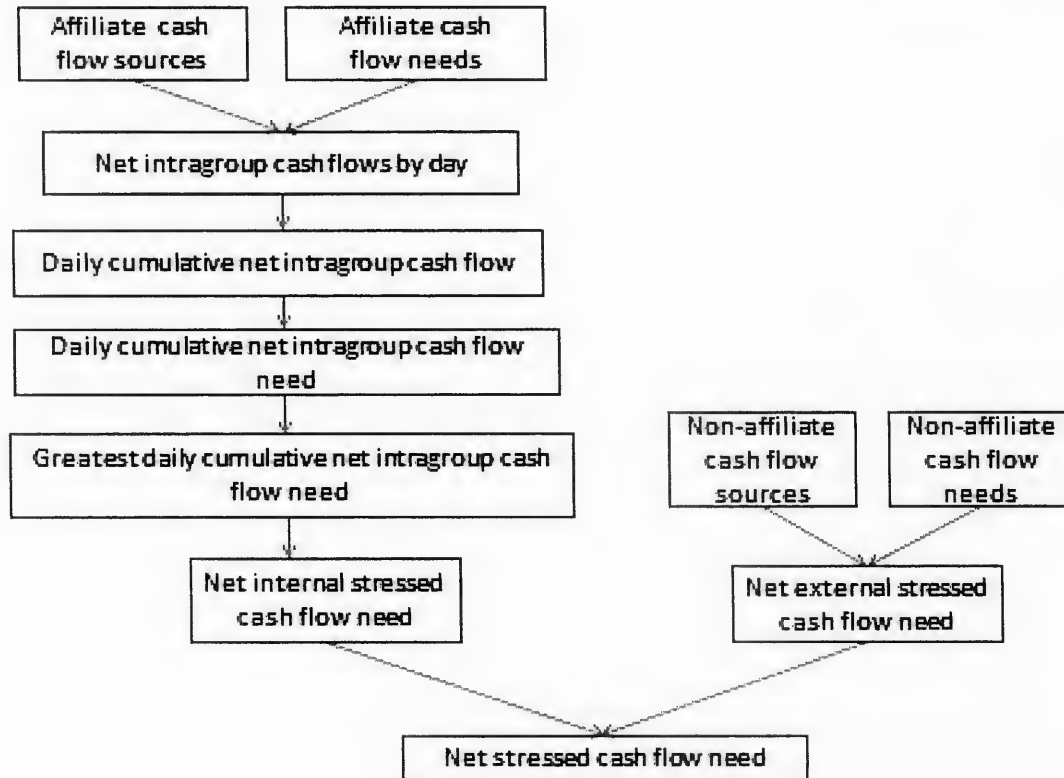 Affiliate cash
flow sources
Affiliate cash
flow needs
Net intragroup cash flows by day
Daily cumulative net intragroup cash flow
Daily cumulative net intragroup cash flow
need
Greatest daily cumulative net intragroup cash
flow need
Non-affiliate
cash flow
sources
Non-affiliate
cash flow
needs
Net internal stressed
cash flow need
Net external stressed
cash flow need
Net stressed cash flow need